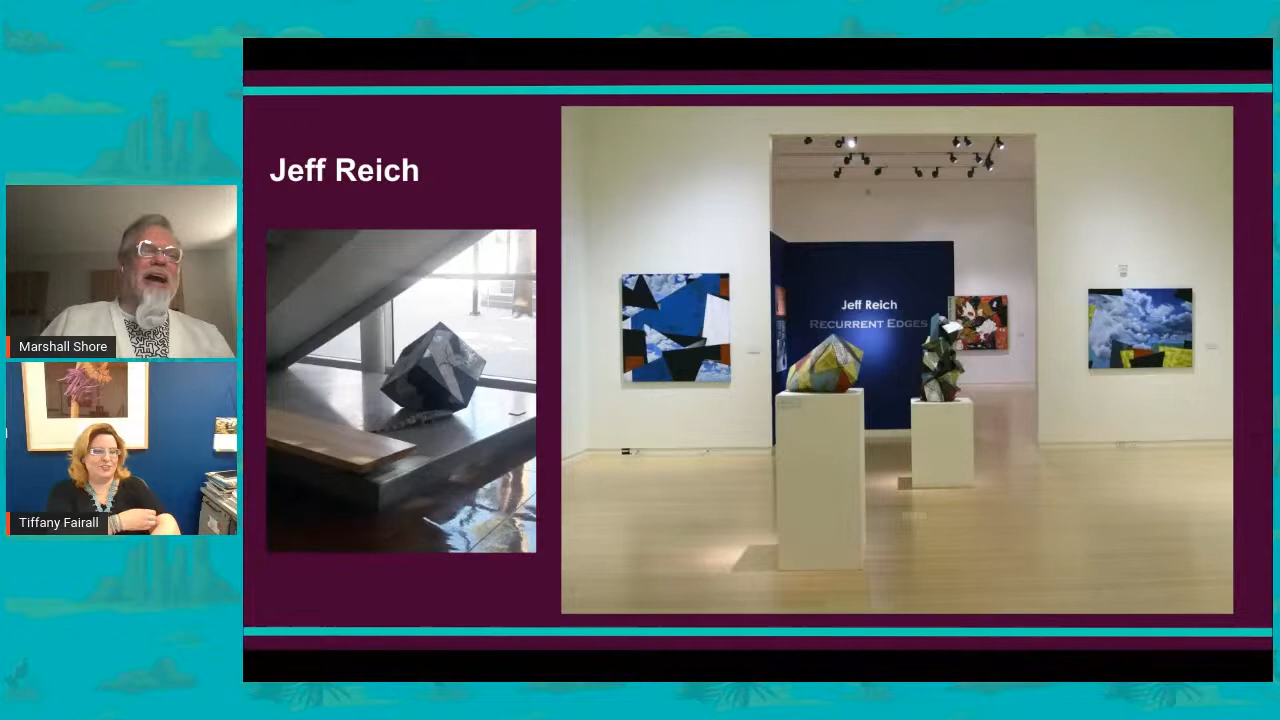 Jeff Reich
Jeff Reich
RECURRENT EDGES
Marshall Shore
Tiffany Fairall